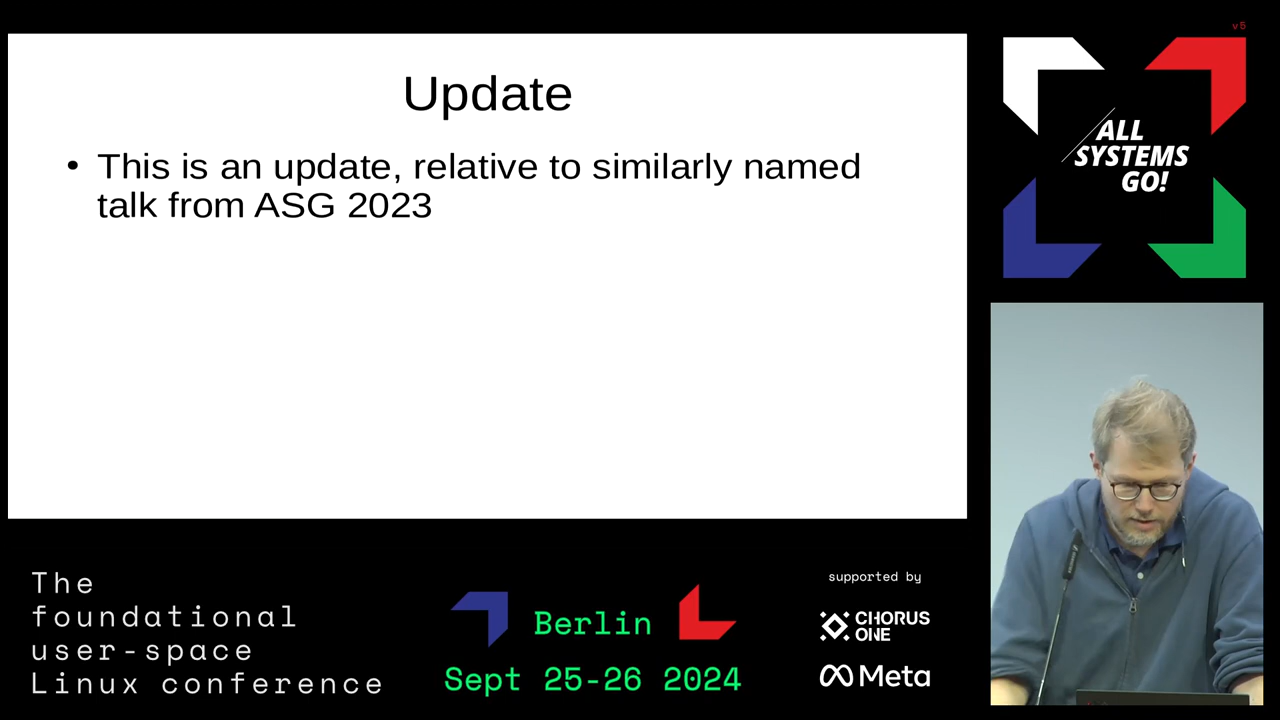 v5
Update
• This is an update, relative to similarly named
talk from ASG 2023
ALL
SYSTEMS
GO!
The
foundational
user-space
Linux conference
Berlin
Sept 25-26 2024
supported by
CHORUS
ONE
Meta